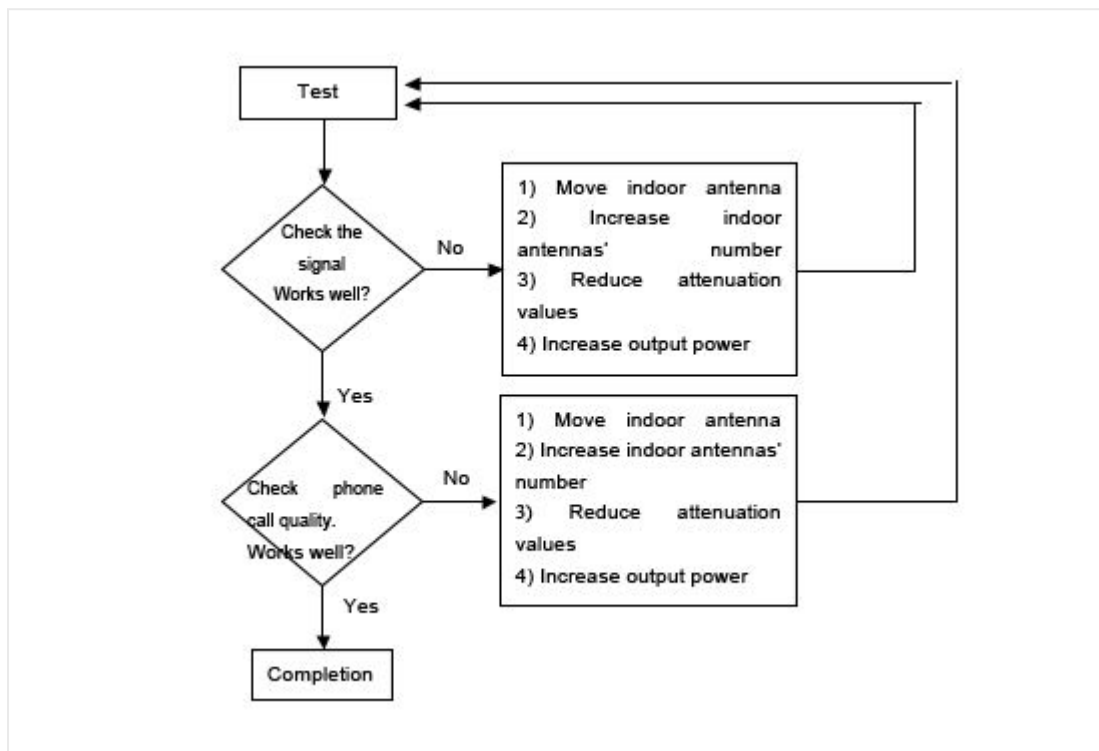 Test
Check the
signal
Works well?
No
1) Move indoor antenna
2) Increase indoor
antennas' number
3) Reduce attenuation
values
4) Increase output power
Yes
Check phone
call quality.
Works well?
No
1) Move indoor antenna
2) Increase indoor antennas'
number
3) Reduce attenuation
values
4) Increase output power
Yes
Completion